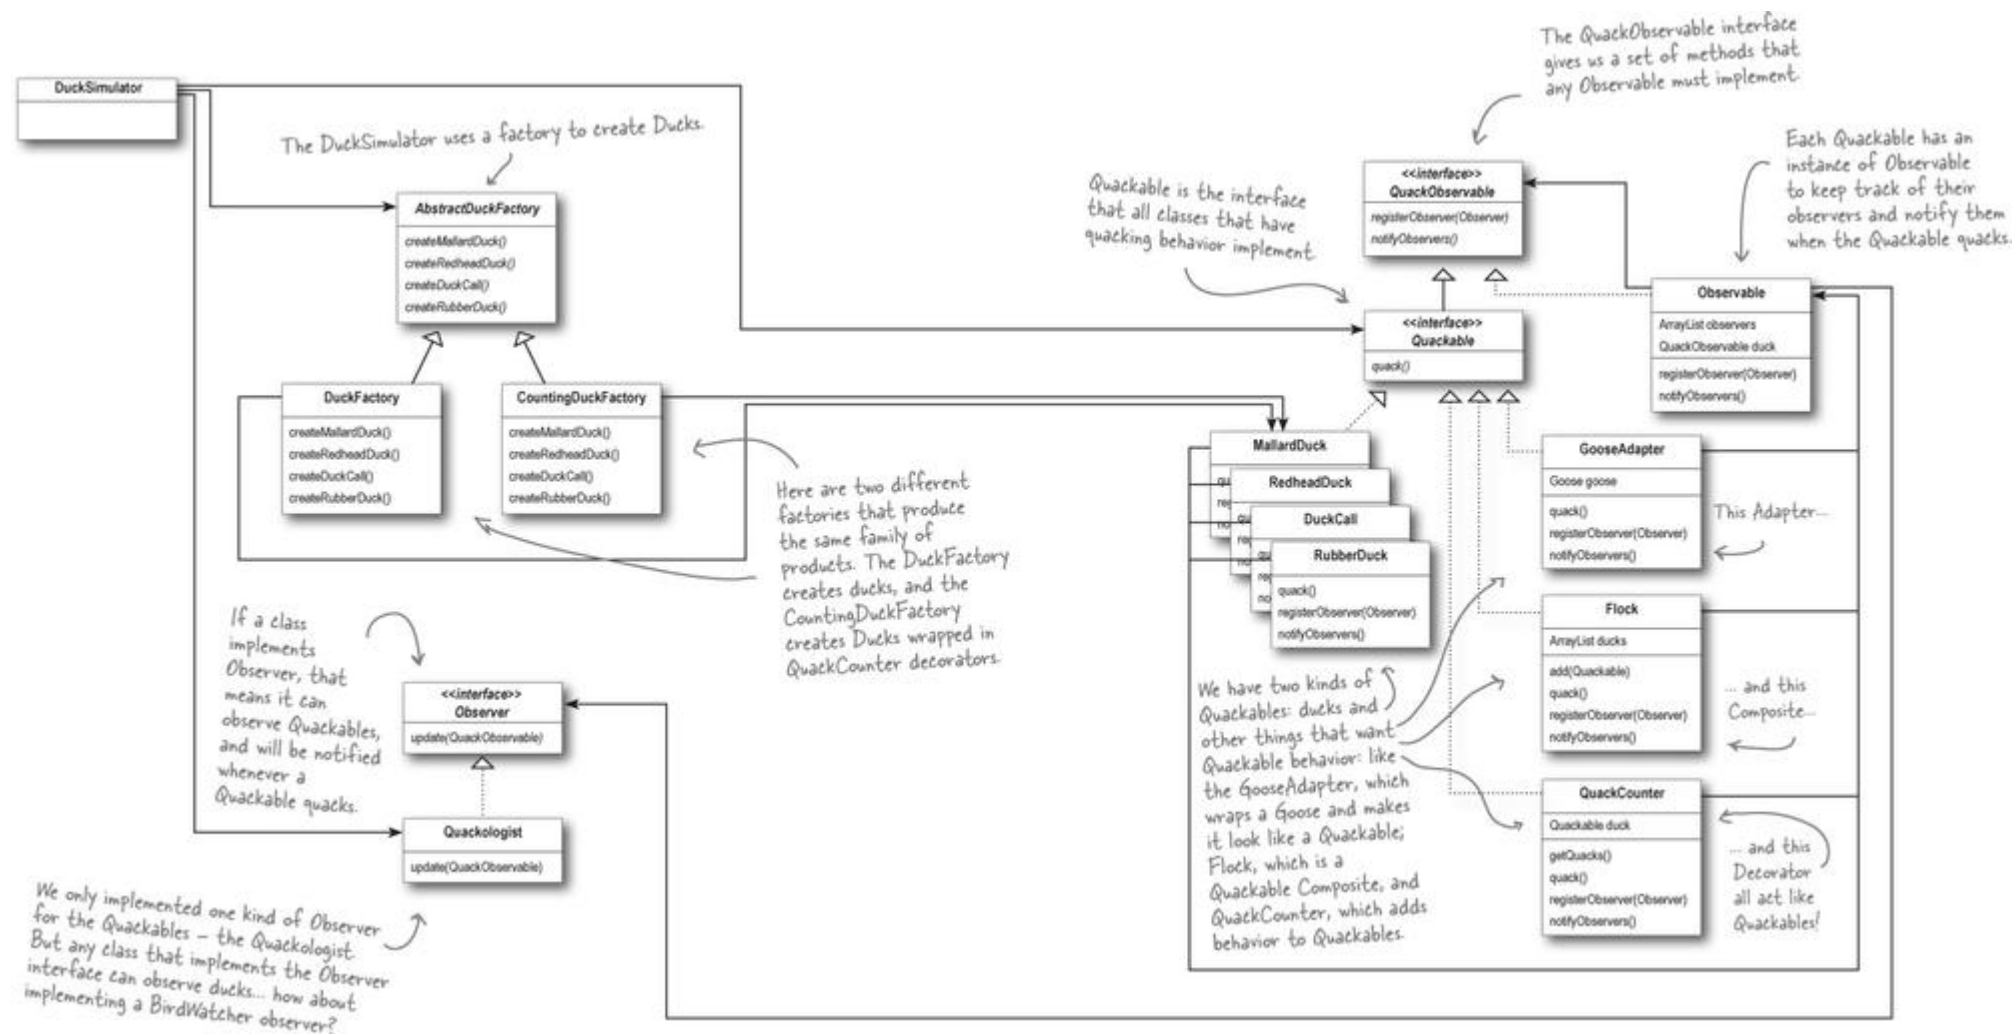 DuckSimulator
The DuckSimulator uses a factory to create Ducks.
AbstractDuckFactory
createMallardDuck()
createRedheadDuck()
createDuckCall()
createRubberDuck()
DuckFactory
createMallardDuck()
createRedheadDuck()
createDuckCall()
createRubberDuck()
CountingDuckFactory
createMallardDuck()
createRedheadDuck()
createDuckCall()
createRubberDuck()
Here are two different
factories that produce
the same family of
products. The DuckFactory
creates ducks, and the
CountingDuckFactory
creates Ducks wrapped in
QuackCounter decorators.
If a class
implements
Observer, that
means it can
observe Quackables,
and will be notified
whenever a
Quackable quacks.
<<interface>>
Observer
update(QuackObservable)
Quackologist
update(QuackObservable)
We only implemented one kind of Observer
for the Quackables – the Quackologist.
But any class that implements the Observer
interface can observe ducks... how about
implementing a BirdWatcher observer?
The QuackObservable interface
gives us a set of methods that
any Observable must implement.
Quackable is the interface
that all classes that have
quacking behavior implement
<<interface>>
QuackObservable
registerObserver(Observer)
notifyObservers()
Each Quackable has an
instance of Observable
to keep track of their
observers and notify them
when the Quackable quacks.
<<interface>>
Quackable
quack()
Observable
ArrayList observers
QuackObservable duck
registerObserver(Observer)
notifyObservers()
MallardDuck
qu
reg
no
RedheadDuck
qu
reg
no
DuckCall
qu
reg
no
RubberDuck
quack()
registerObserver(Observer)
notifyObservers()
GooseAdapter
Goose goose
quack()
registerObserver(Observer)
notifyObservers()
This Adapter...
Flock
ArrayList ducks
add(Quackable)
quack()
registerObserver(Observer)
notifyObservers()
... and this
Composite...
QuackCounter
Quackable duck
getQuacks()
quack()
registerObserver(Observer)
notifyObservers()
... and this
Decorator
all act like
Quackables!
We have two kinds of
Quackables: ducks and
other things that want
Quackable behavior: like
the GooseAdapter, which
wraps a Goose and makes
it look like a Quackable;
Flock, which is a
Quackable Composite, and
QuackCounter, which adds
behavior to Quackables.